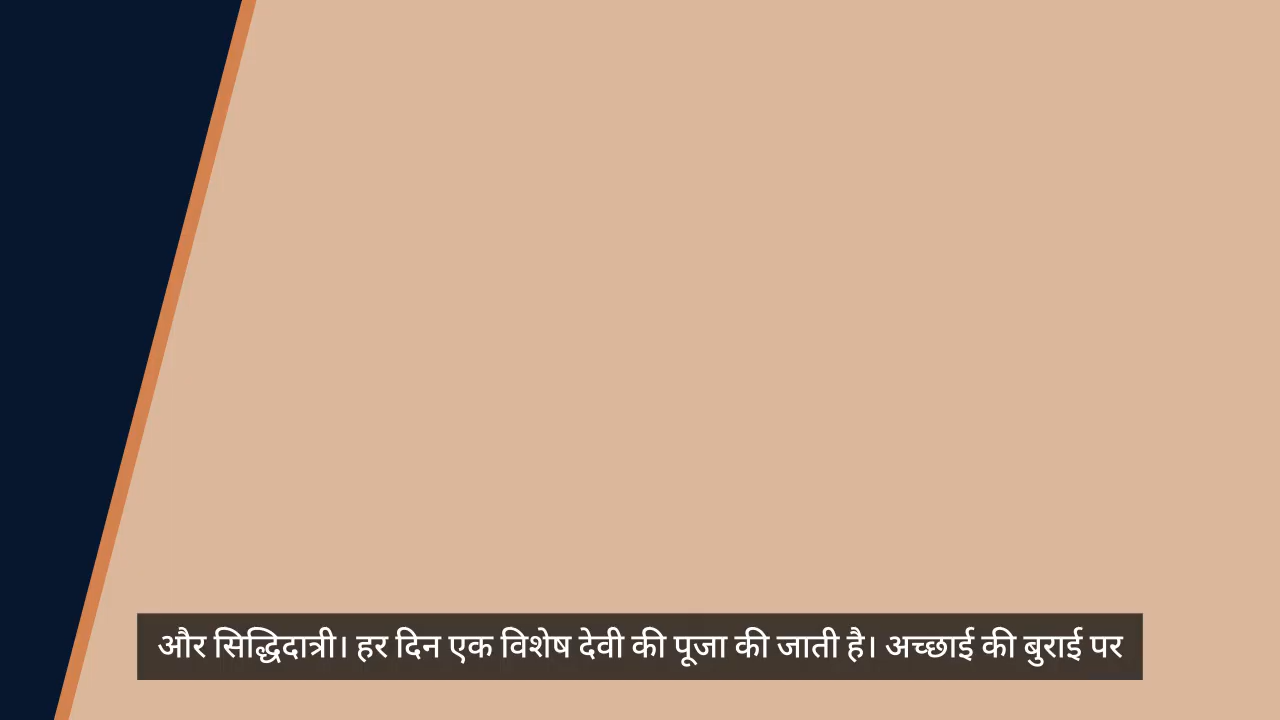 और सिद्धिदात्री। हर दिन एक विशेष देवी की पूजा की जाती है। अच्छाई की बुराई पर